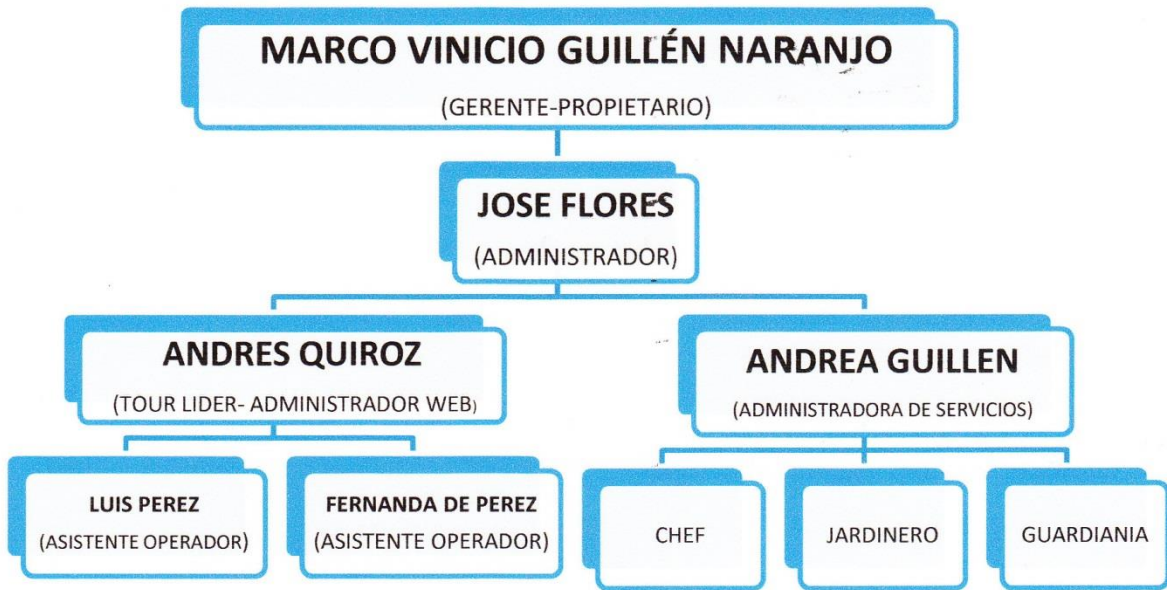 MARCO VINICIO GUILLÉN NARANJO
(GERENTE-PROPIETARIO)
JOSE FLORES
(ADMINISTRADOR)
ANDRES QUIROZ
(TOUR LIDER- ADMINISTRADOR WEB)
ANDREA GUILLEN
(ADMINISTRADORA DE SERVICIOS)
LUIS PEREZ
(ASISTENTE OPERADOR)
FERNANDA DE PEREZ
(ASISTENTE OPERADOR)
CHEF
JARDINERO
GUARDIANIA